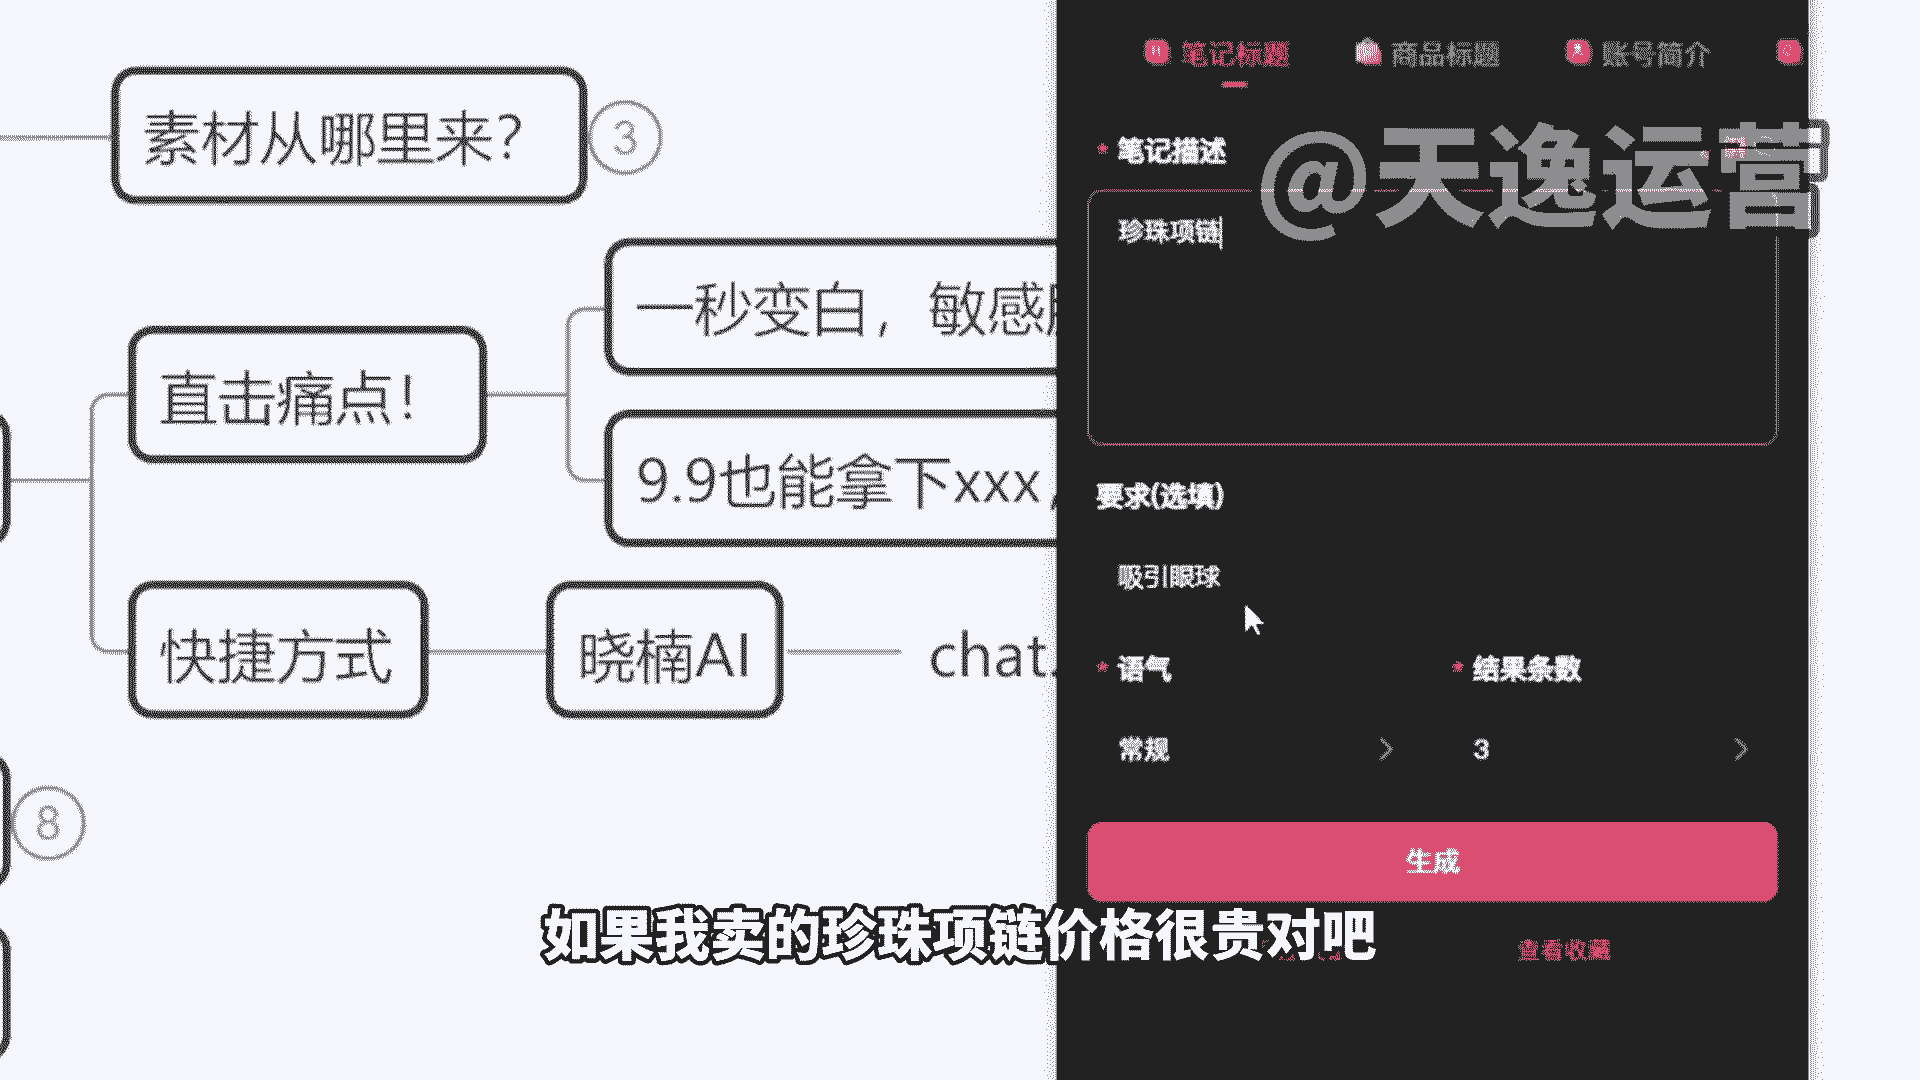 素材从哪里来？
3
一秒变白，敏感
直击痛点！
9.9也能拿下xxx，
快捷方式
晓楠AI
chat.
8
笔记标题
商品标题
账号简介
* 笔记描述
@天逸运营
珍珠项链
要求(选填)
吸引眼球
* 语气
* 结果条数
常规
3
生成
查看收藏
如果我卖的珍珠项链价格很贵对吧